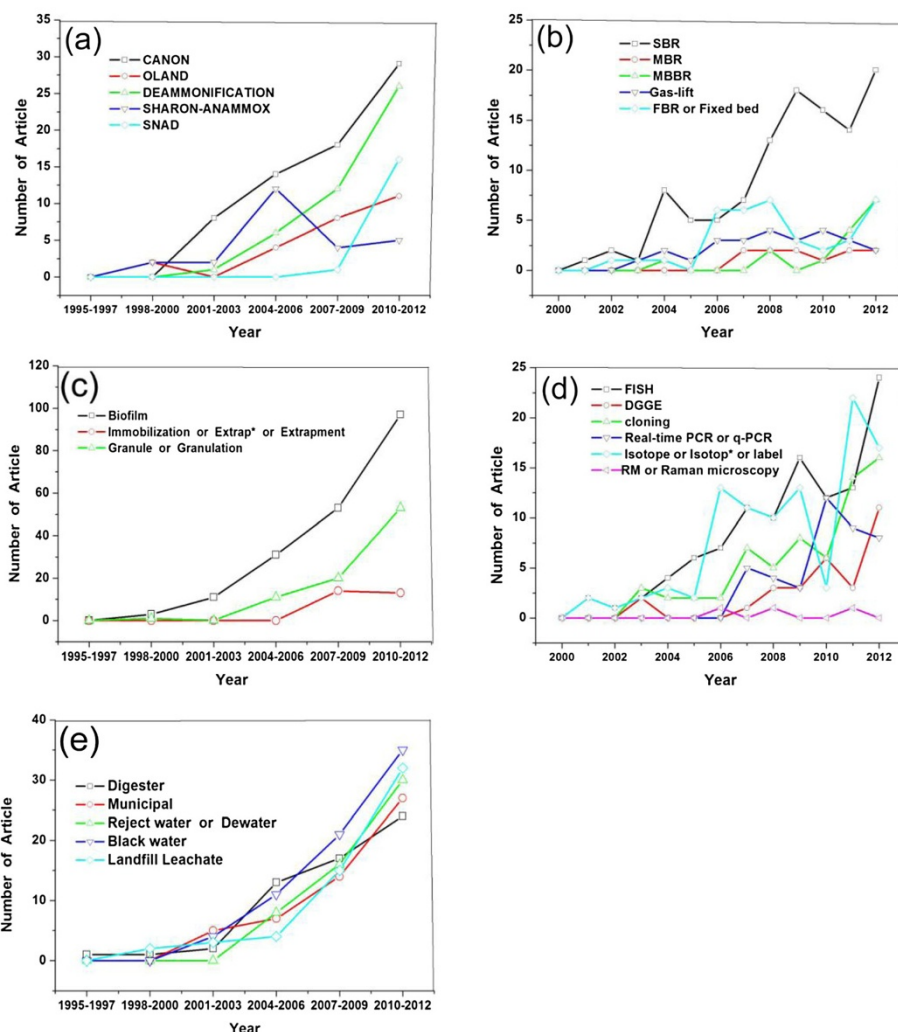 (a)
Number of Article
35
30
25
20
15
10
5
0
CANON
OLAND
DEAMMONIFICATION
SHARON-ANAMMOX
SNAD
1995-1997 1998-2000 2001-2003 2004-2006 2007-2009 2010-2012
Year
(b)
Number of Article
25
20
15
10
5
0
SBR
MBR
MBBR
Gas-lift
FBR or Fixed bed
2000 2002 2004 2006 2008 2010 2012
Year
(c)
Number of Article
120
100
80
60
40
20
0
Biofilm
Immobilization or Extrap* or Extrapment
Granule or Granulation
1995-1997 1998-2000 2001-2003 2004-2006 2007-2009 2010-2012
Year
(d)
Number of Article
25
20
15
10
5
0
FISH
DGGE
cloning
Real-time PCR or q-PCR
Isotope or Isotop* or label
RM or Raman microscopy
2000 2002 2004 2006 2008 2010 2012
Year
(e)
Number of Article
40
30
20
10
0
Digester
Municipal
Reject water or Dewater
Black water
Landfill Leachate
1995-1997 1998-2000 2001-2003 2004-2006 2007-2009 2010-2012
Year